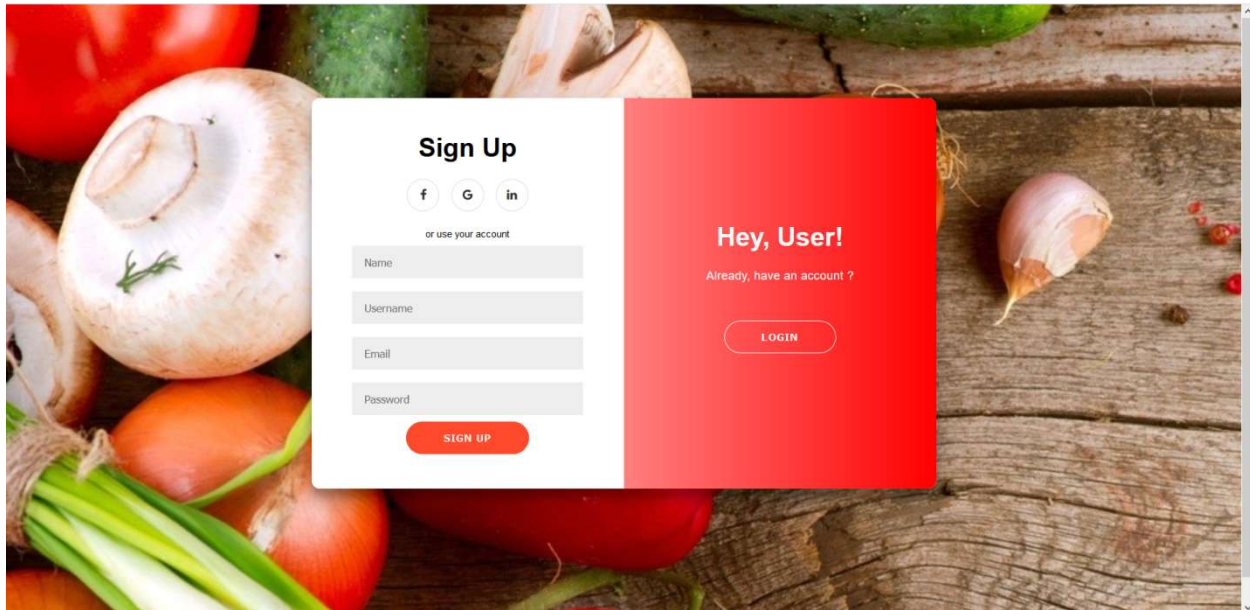 Sign Up
f G in
or use your account
Name
Username
Email
Password
SIGN UP
Hey, User!
Already, have an account ?
LOGIN